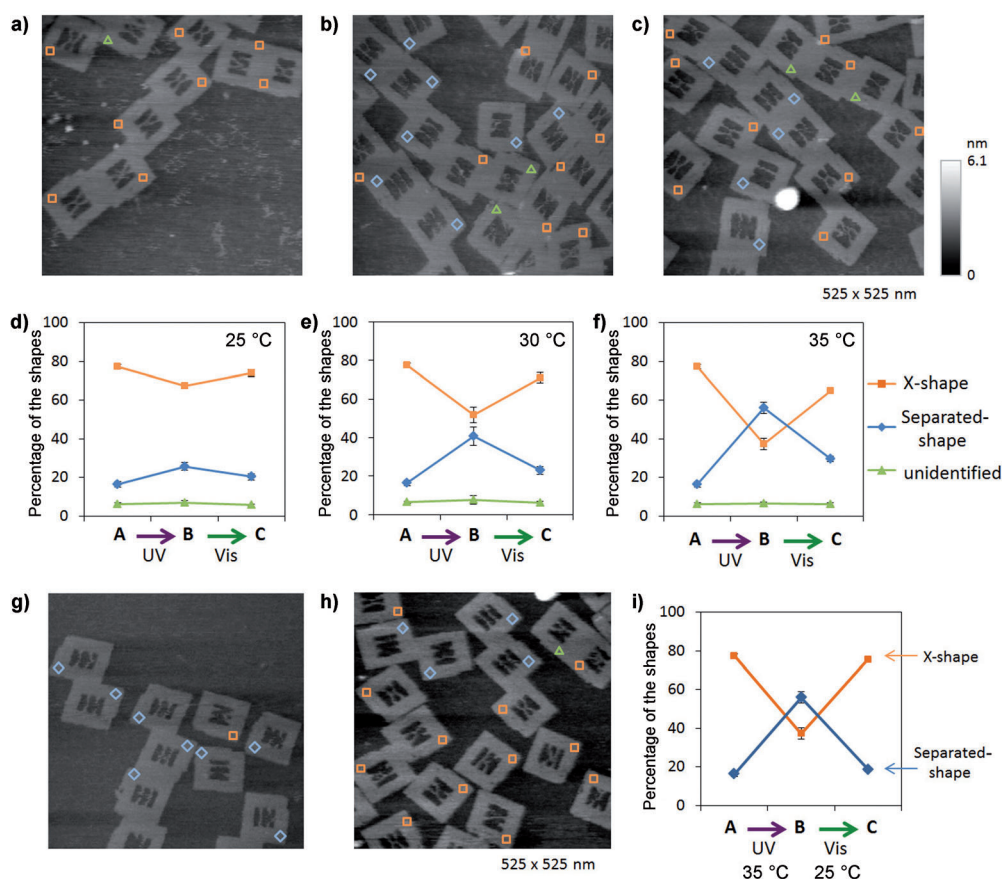 a)
b)
c)
nm
6.1
0
525 x 525 nm
d)
Percentage of the shapes
100
80
60
40
20
0
25 °C
A B C
UV Vis
e)
Percentage of the shapes
100
80
60
40
20
0
30 °C
A B C
UV Vis
f)
Percentage of the shapes
100
80
60
40
20
0
35 °C
A B C
UV Vis
X-shape
Separated-
shape
unidentified
g)
h)
525 x 525 nm
i)
Percentage of the shapes
100
80
60
40
20
0
X-shape
Separated-
shape
A B C
UV Vis
35 °C 25 °C